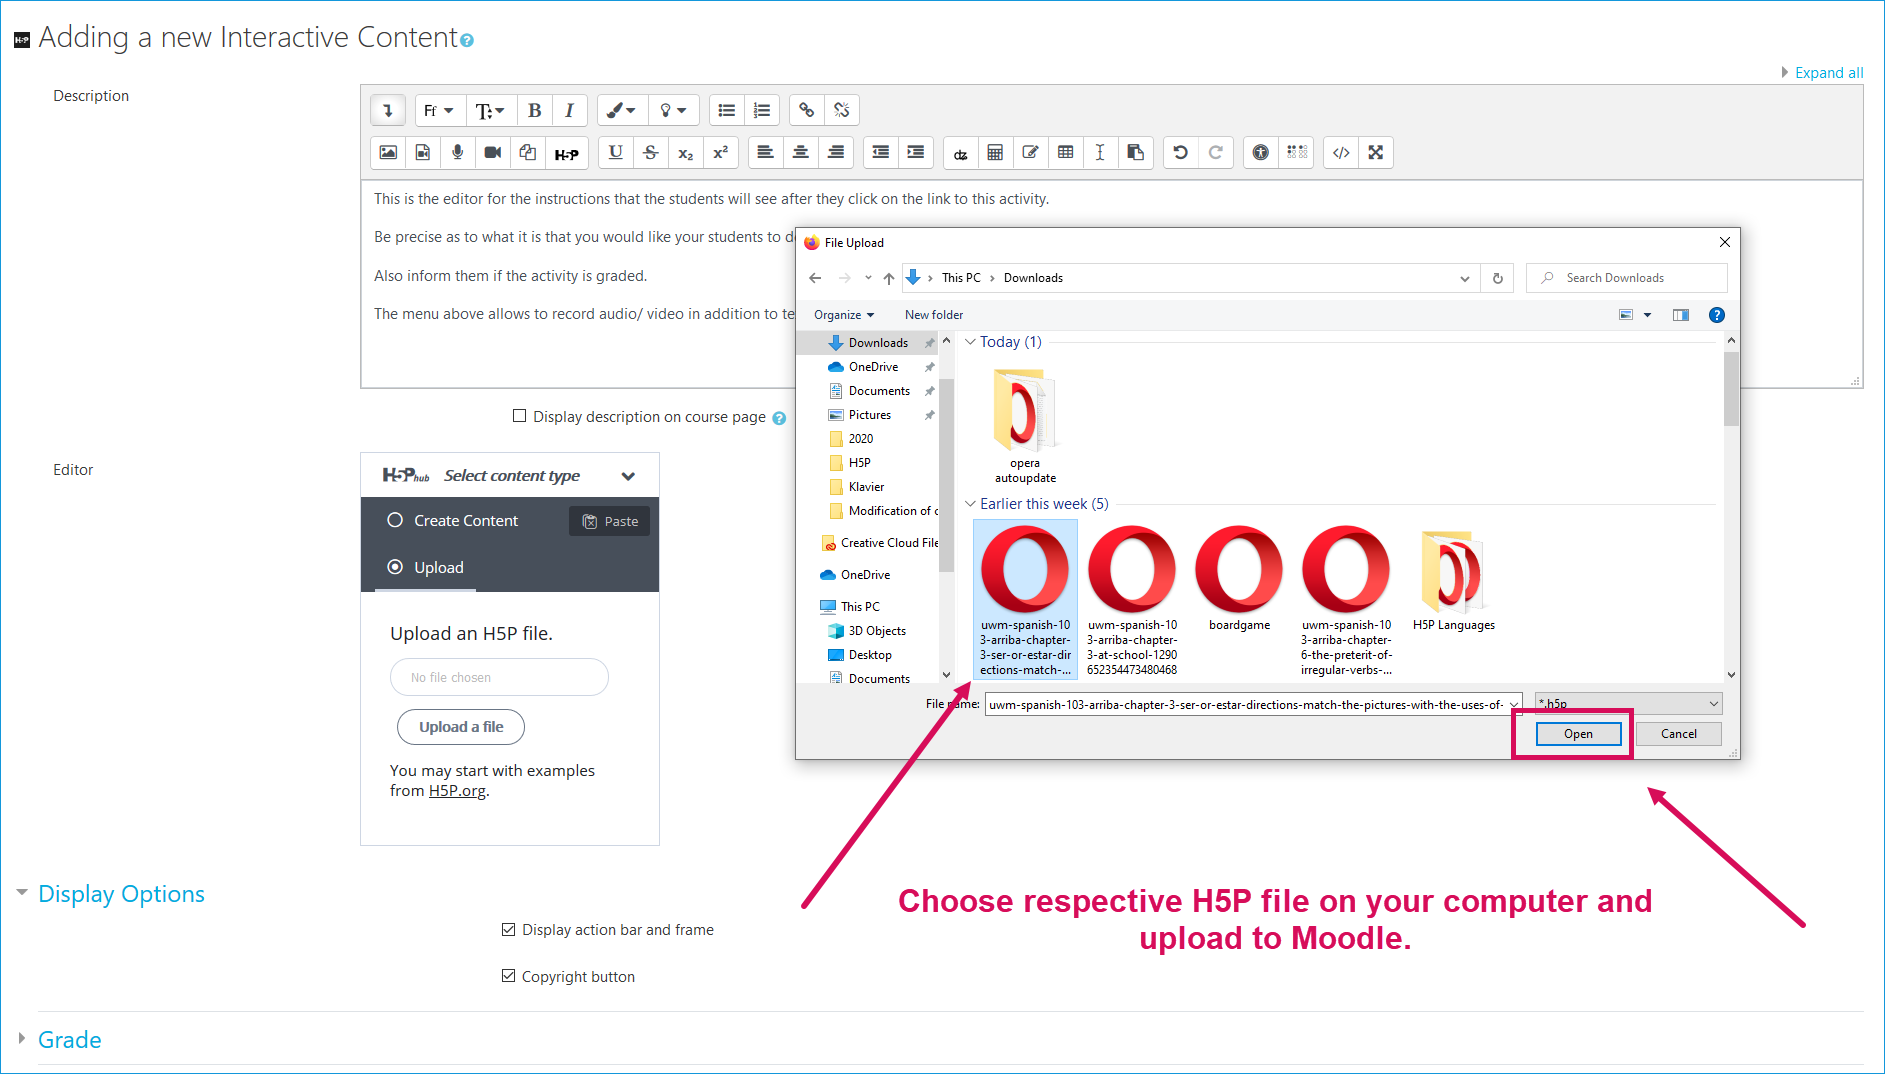 H-P Adding a new Interactive Content ?
Expand all
Description
Ff T B I
H5P U S x₂ x² </>
This is the editor for the instructions that the students will see after they click on the link to this activity.
Be precise as to what it is that you would like your students to d
Also inform them if the activity is graded.
The menu above allows to record audio/ video in addition to te
Display description on course page ?
Editor
H5Phub Select content type
Create Content Paste
Upload
Upload an H5P file.
No file chosen
Upload a file
You may start with examples
from H5P.org.
File Upload
This PC > Downloads
Search Downloads
Organize New folder ?
Downloads
OneDrive
Documents
Pictures
2020
H5P
Klavier
Modification of c
Creative Cloud File
OneDrive
This PC
3D Objects
Desktop
Documents
Today (1)
opera
autoupdate
Earlier this week (5)
uwm-spanish-10
3-arriba-chapter-
3-ser-or-estar-dir
ections-match-...
uwm-spanish-10
3-arriba-chapter-
3-at-school-1290
652354473480468
boardgame
uwm-spanish-103
3-arriba-chapter-
6-the-preterit-of-
irregular-verbs-...
H5P Languages
File name: uwm-spanish-103-arriba-chapter-3-ser-or-estar-directions-match-the-pictures-with-the-uses-of- *.h5p
Open Cancel
Choose respective H5P file on your computer and
upload to Moodle.
Display Options
Display action bar and frame
Copyright button
Grade